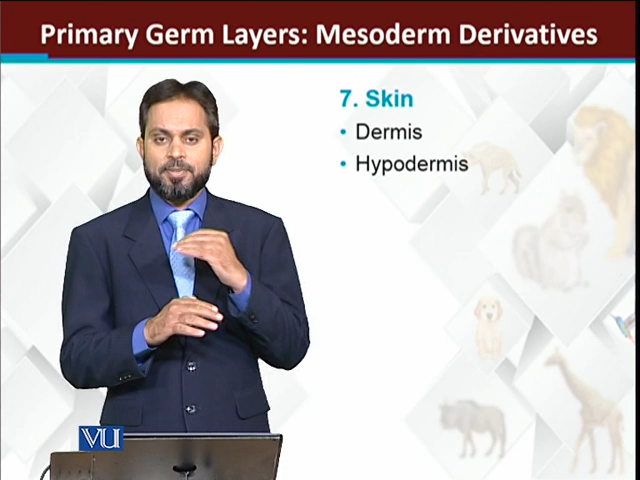 Primary Germ Layers: Mesoderm Derivatives
7. Skin
• Dermis
• Hypodermis
VU